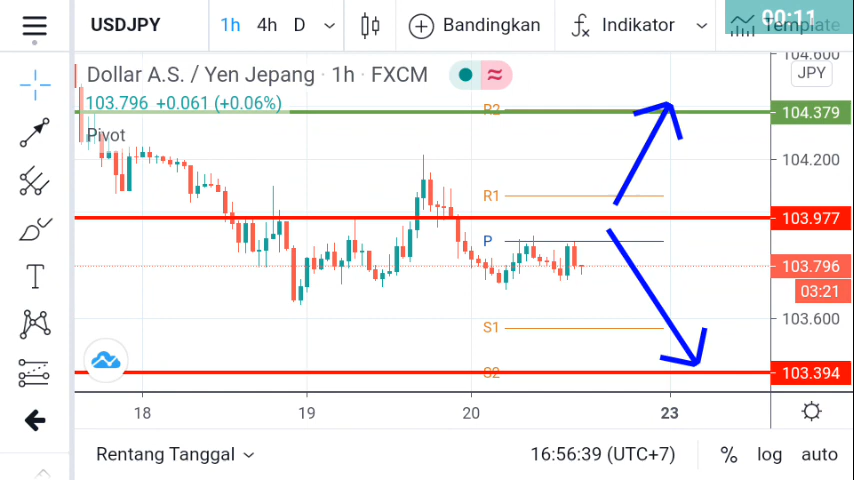 USDJPY 1h 4h D Bandingkan Indikator Template
00:11
Dollar A.S. / Yen Jepang · 1h · FXCM
JPY
104.600
103.796 +0.061 (+0.06%)
R2
104.379
Pivot
104.200
R1
103.977
P
103.796
03:21
S1
103.600
S2
103.394
18 19 20 23
Rentang Tanggal 16:56:39 (UTC+7) % log auto